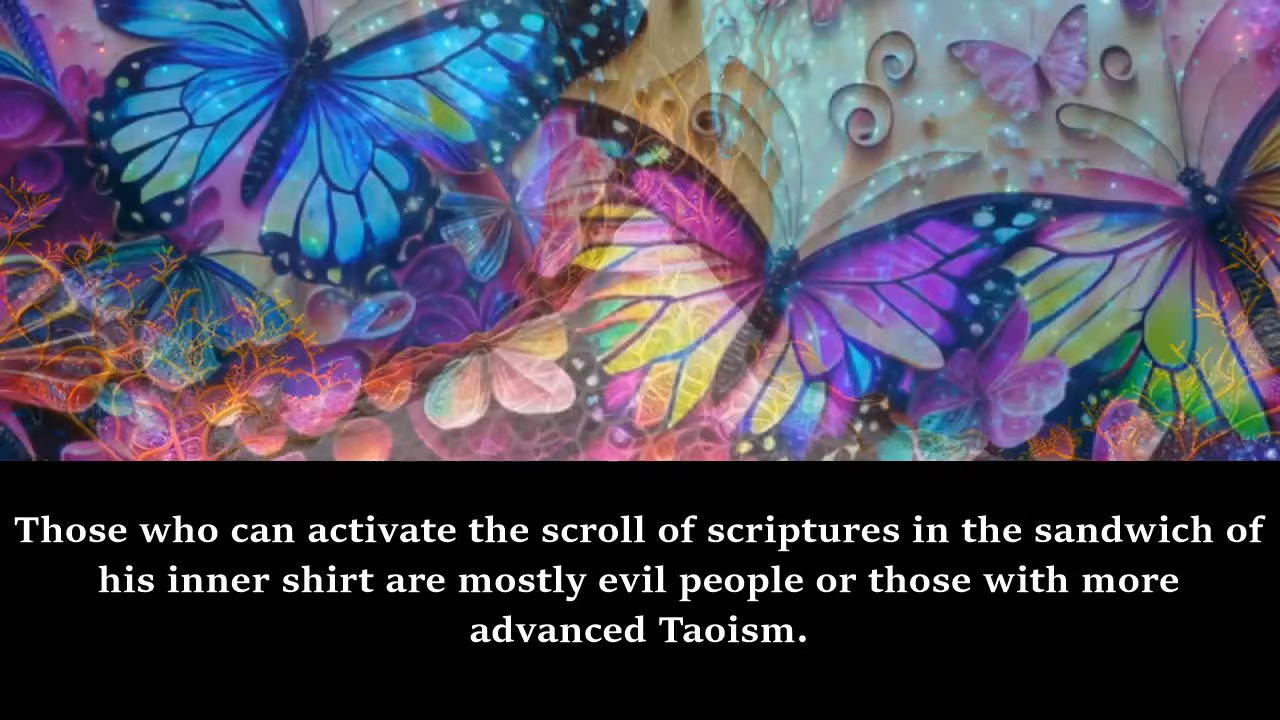 Those who can activate the scroll of scriptures in the sandwich of
his inner shirt are mostly evil people or those with more
advanced Taoism.